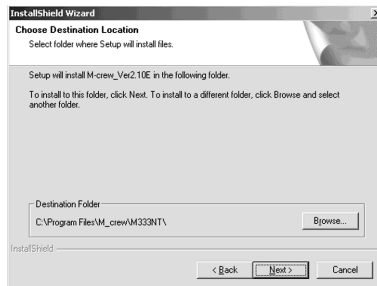 InstallShield Wizard
Choose Destination Location
Select folder where Setup will install files.
Setup will install M-crew_Ver2.10E in the following folder.
To install to this folder, click Next. To install to a different folder, click Browse and select
another folder.
Destination Folder
C:\Program Files\M_crew\M333NT\
Browse...
InstallShield
< Back
Next >
Cancel